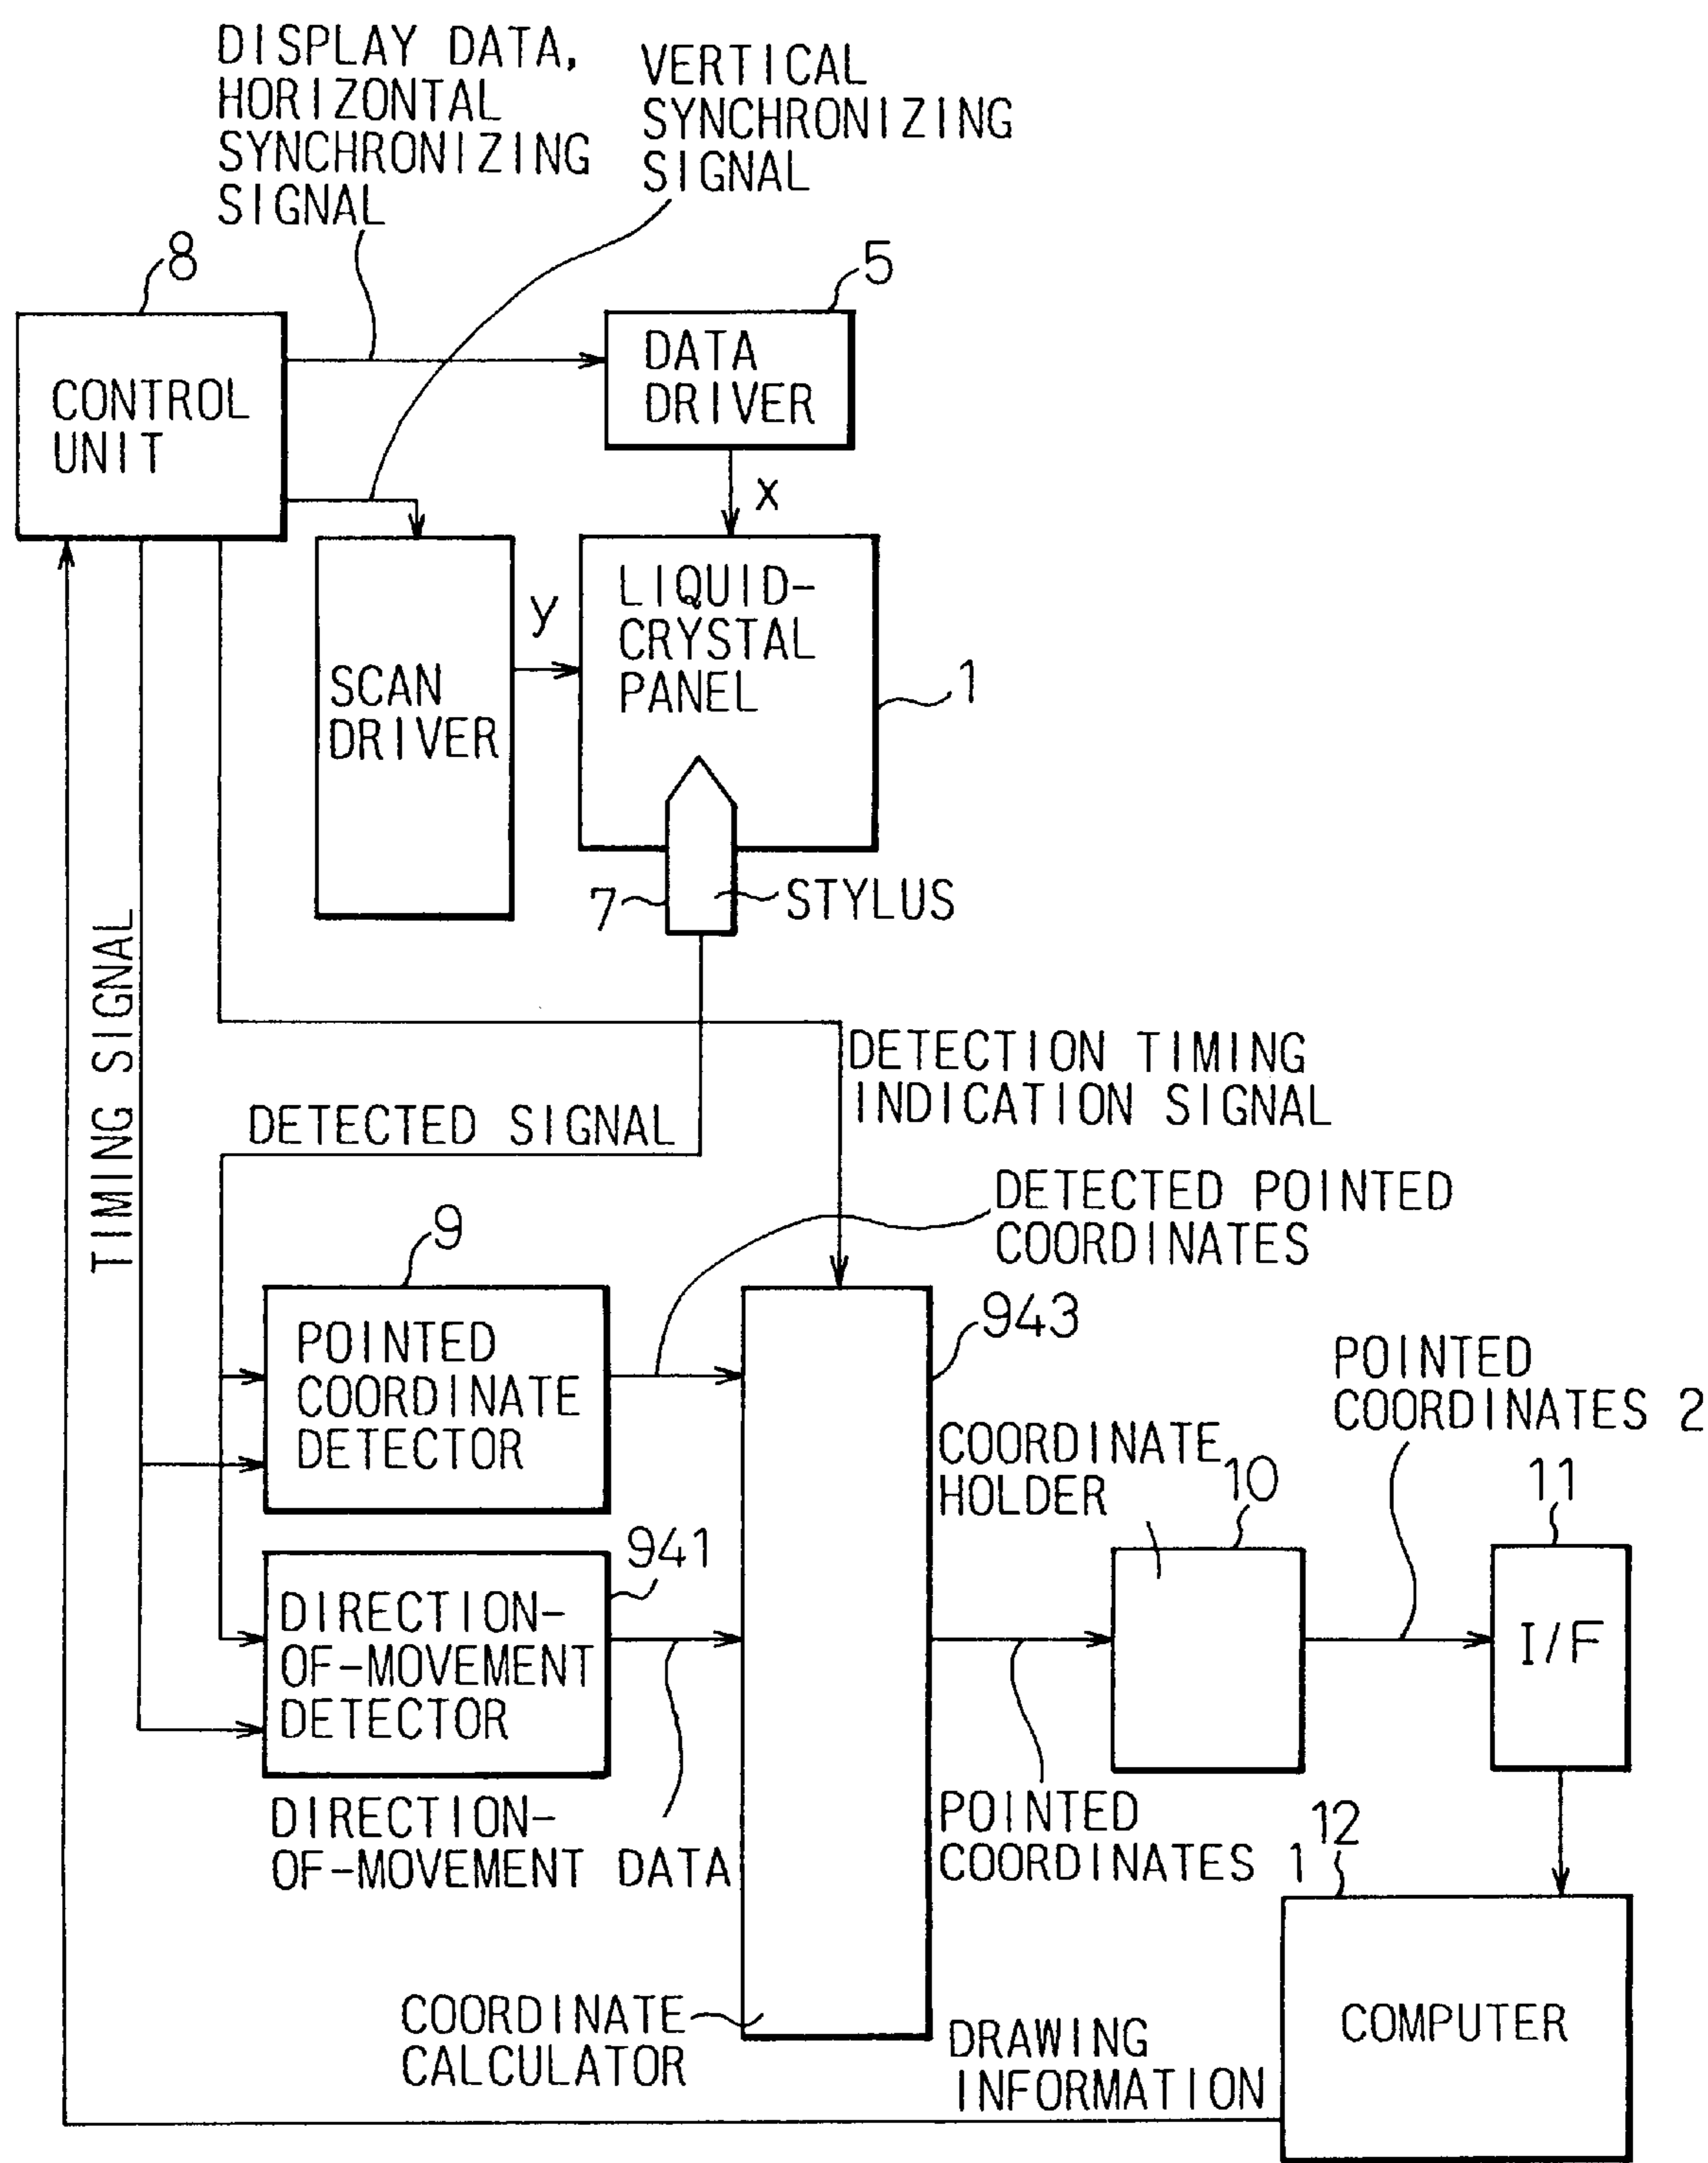 DISPLAY DATA,
HORIZONTAL
SYNCHRONIZING
SIGNAL
VERTICAL
SYNCHRONIZING
SIGNAL
8
5
CONTROL
UNIT
DATA
DRIVER
x
y
SCAN
DRIVER
LIQUID-
CRYSTAL
PANEL
1
7
STYLUS
TIMING SIGNAL
DETECTION TIMING
INDICATION SIGNAL
DETECTED SIGNAL
DETECTED POINTED
COORDINATES
9
POINTED
COORDINATE
DETECTOR
943
POINTED
COORDINATES 2
COORDINATE
HOLDER
10
11
941
DIRECTION-
OF-MOVEMENT
DETECTOR
I/F
DIRECTION-
OF-MOVEMENT DATA
POINTED
COORDINATES 1
12
COORDINATE
CALCULATOR
DRAWING
INFORMATION
COMPUTER